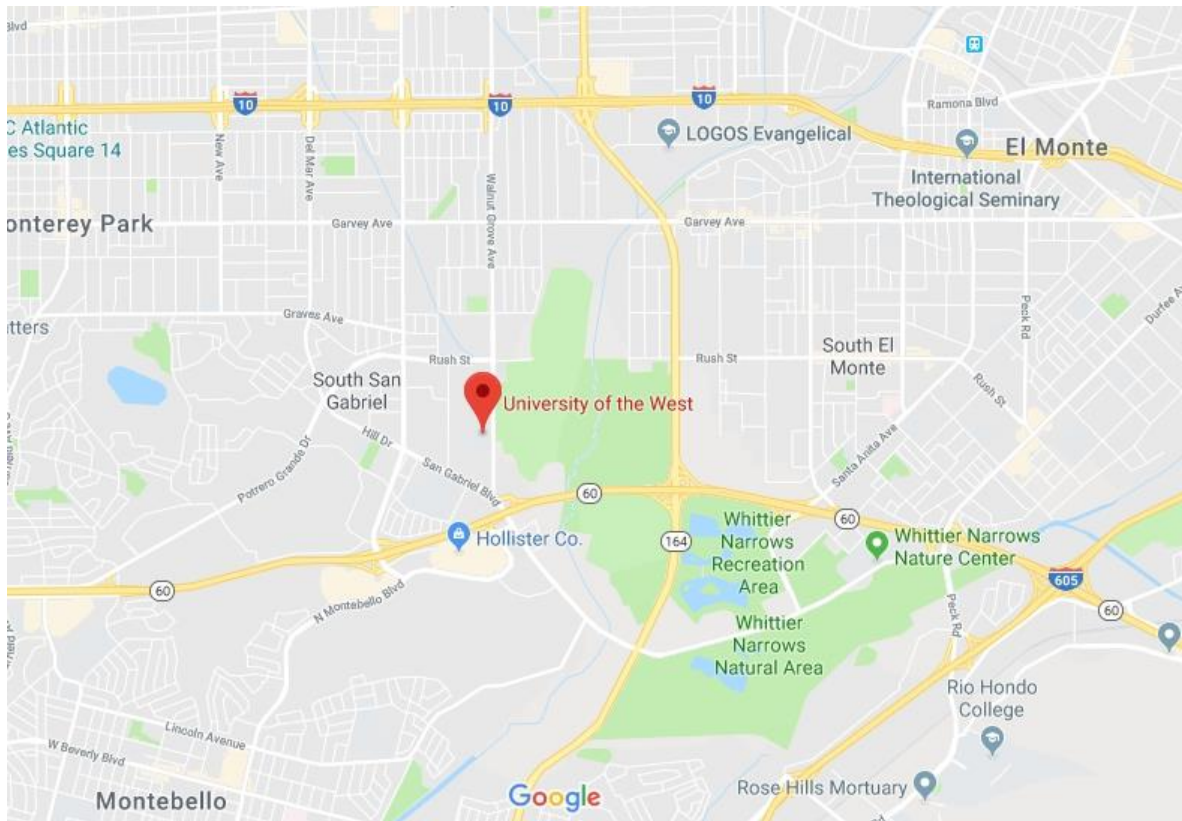 Blvd
10
10
10
Ramona Blvd
C Atlantic
es Square 14
New Ave
Del Mar Ave
LOGOS Evangelical
El Monte
International
Theological Seminary
Walnut Grove Ave
onterey Park
Garvey Ave
Garvey Ave
Peck Rd
Durfee Av
Graves Ave
atters
Rush St
Rush St
South El
Monte
South San
Gabriel
University of the West
Rush St
Hill Dr
San Gabriel Blvd
Potrero Grande Dr
Santa Anita Ave
60
60
Hollister Co.
164
Whittier
Narrows
Recreation
Area
Whittier Narrows
Nature Center
605
60
60
N Montebello Blvd
Whittier
Narrows
Natural Area
Peck Rd
Rio Hondo
College
Lincoln Avenue
W Beverly Blvd
Rose Hills Mortuary
Montebello
Google